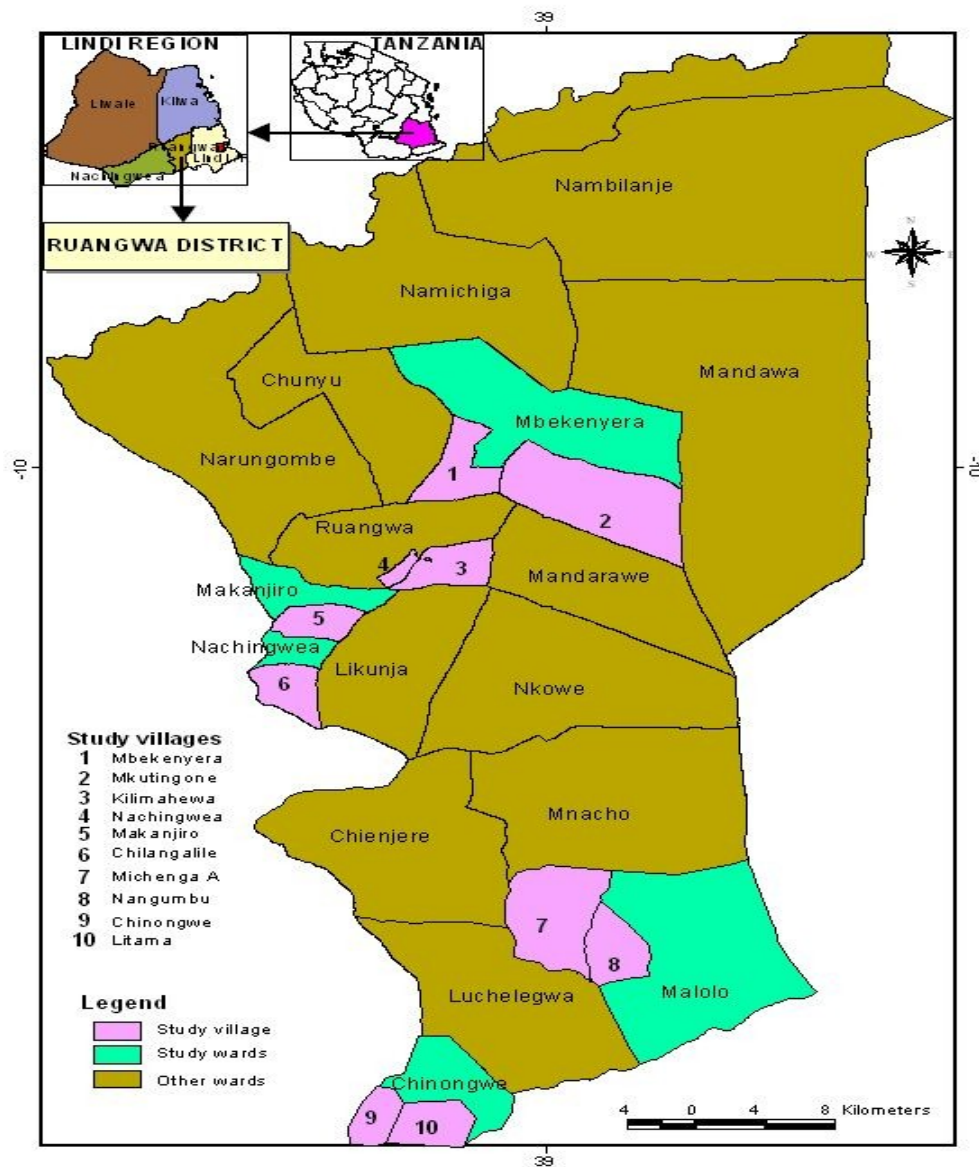 39
LINDI REGION
TANZANIA
Liwale
Kilwa
Ruangwa
Lindi R
Nachingwea
RUANGWA DISTRICT
Nambilanje
N
W
E
S
Namichiga
Mandawa
Chunyu
Mbekenyera
Narungombe
-10
-10
1
2
Ruangwa
4
3
Mandarawe
Makanjiro
5
Nachingwea
Likunja
6
Nkowe
Study villages
1 Mbekenyera
2 Mkutingone
3 Kilimahewa
4 Nachingwea
5 Makanjiro
6 Chilangalile
7 Michenga A
8 Nangumbu
9 Chinongwe
10 Litama
Mnacho
Chienjere
7
8
Luchelegwa
Malolo
Legend
Study village
Study wards
Other wards
Chinongwe
9
10
4 0 4 8 Kilometers
39